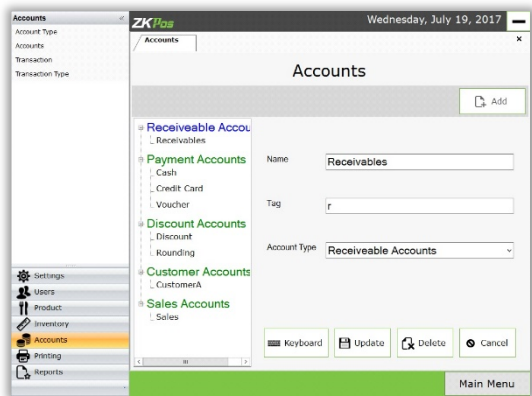 Accounts «
Account Type
Accounts
Transaction
Transaction Type
Settings
Users
Product
Inventory
Accounts
Printing
Reports
ZKPos
Wednesday, July 19, 2017
Accounts
Accounts
Add
Receiveable Accou
Receivables
Payment Accounts
Cash
Credit Card
Voucher
Discount Accounts
Discount
Rounding
Customer Accounts
CustomerA
Sales Accounts
Sales
Name Receivables
Tag r
Account Type Receiveable Accounts
Keyboard Update Delete Cancel
Main Menu